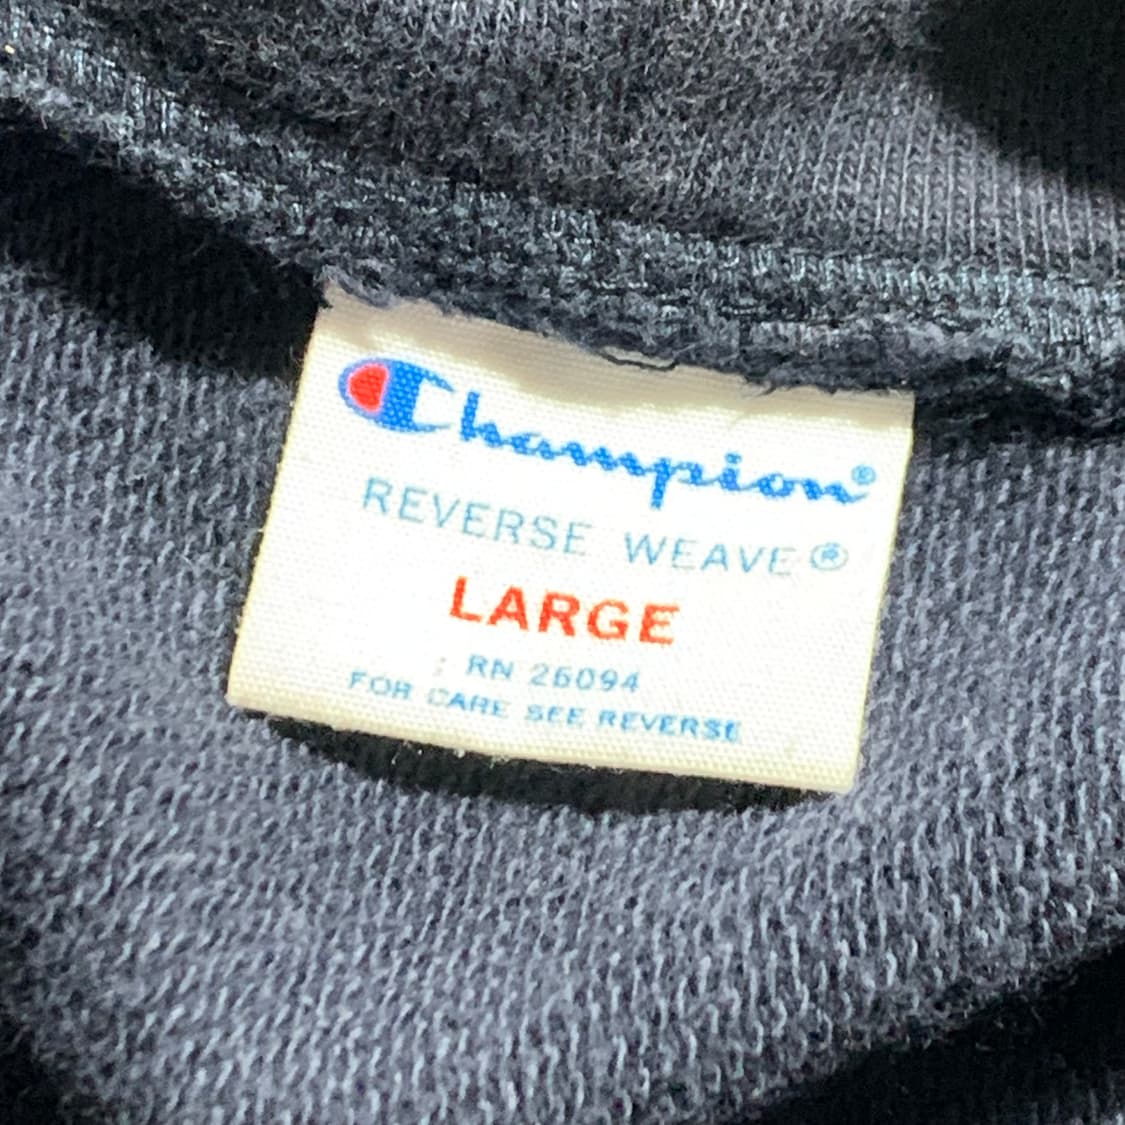 Champion®
REVERSE WEAVE®
LARGE
RN 26094
FOR CARE SEE REVERSE